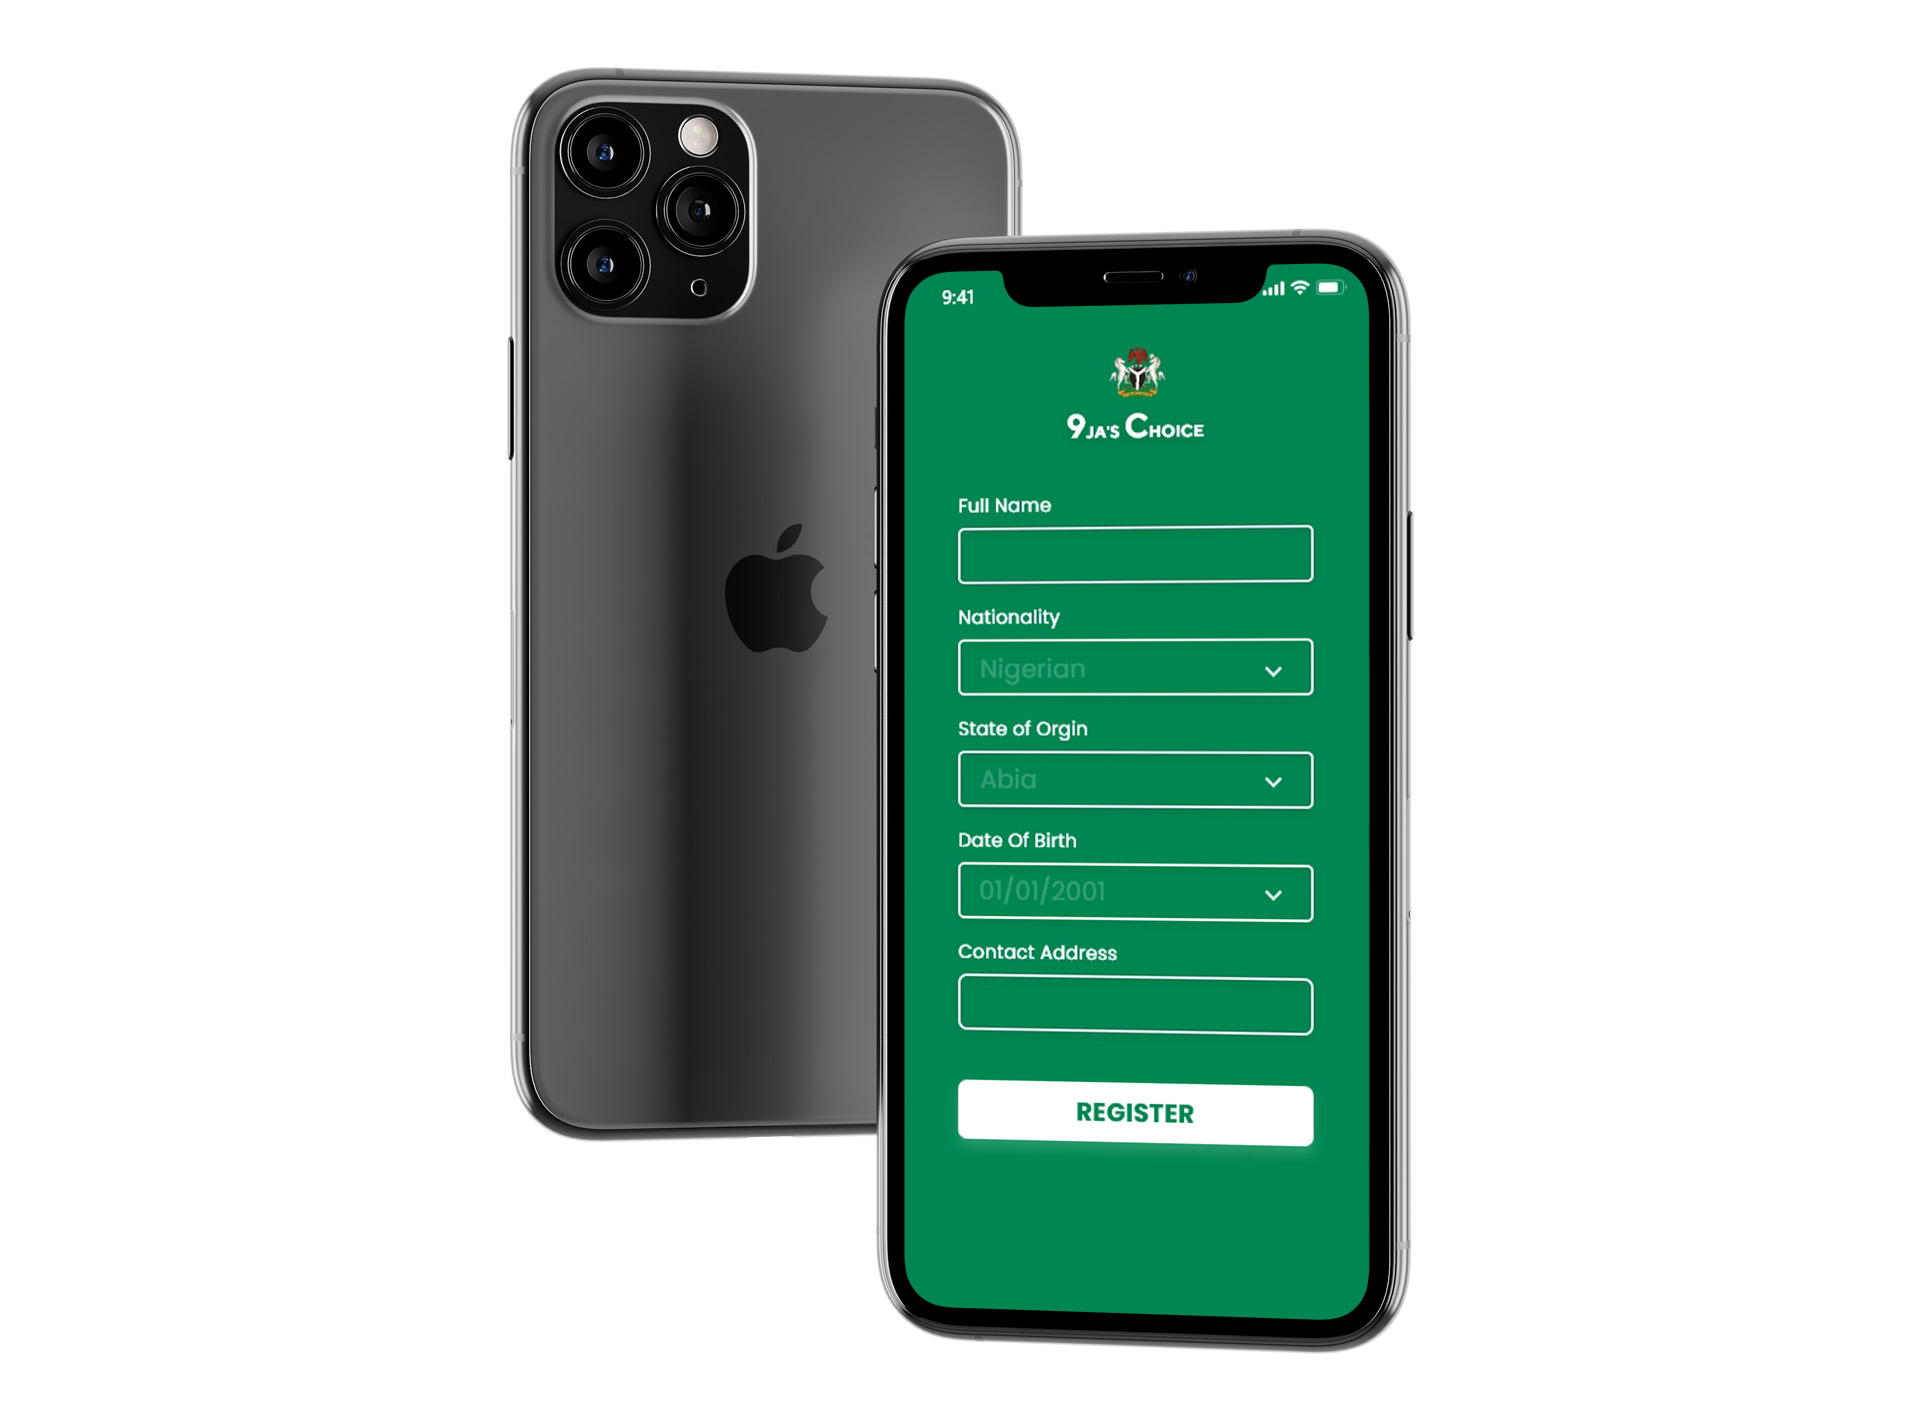 9:41
9JA'S CHOICE
Full Name
Nationality
Nigerian
State of Orgin
Abia
Date Of Birth
01/01/2001
Contact Address
REGISTER